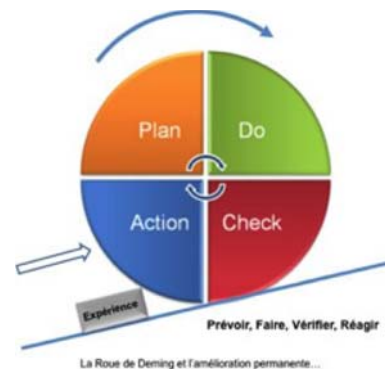 Plan
Do
Action
Check
Expérience
Prévoir, Faire, Vérifier, Réagir
La Roue de Deming et l'amélioration permanente...